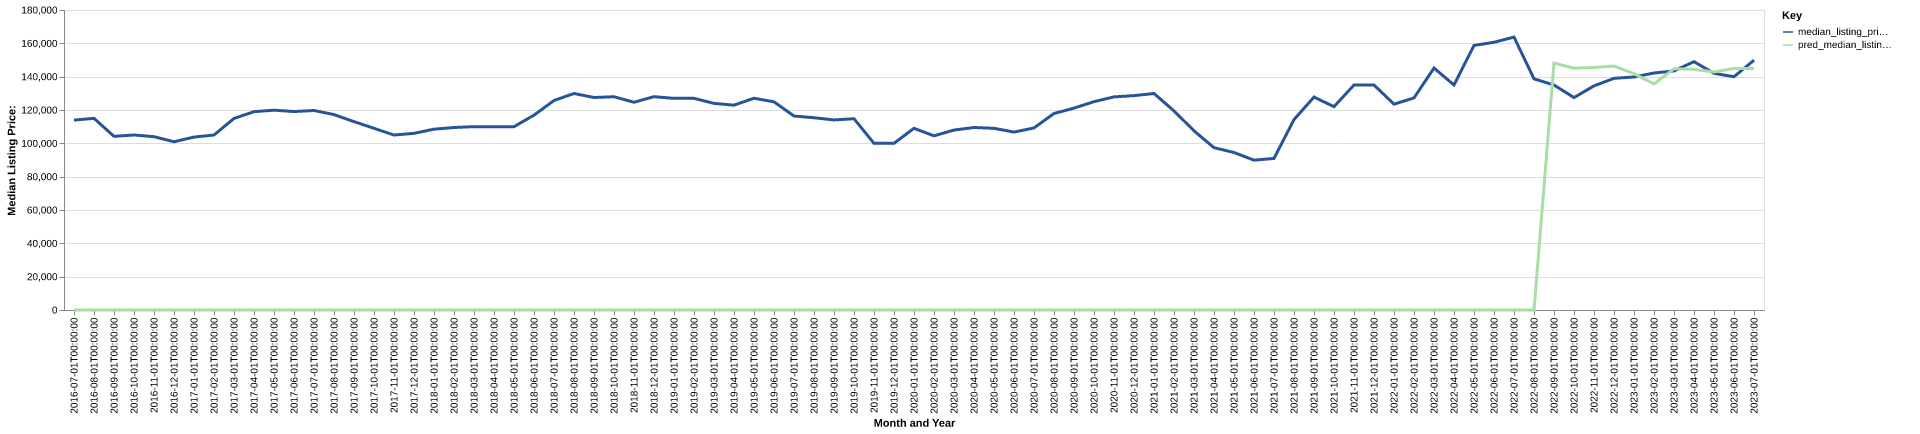 180,000
160,000
140,000
120,000
100,000
80,000
60,000
40,000
20,000
0
Median Listing Price:
2016-07-01T00:00:00
2016-08-01T00:00:00
2016-09-01T00:00:00
2016-10-01T00:00:00
2016-11-01T00:00:00
2016-12-01T00:00:00
2017-01-01T00:00:00
2017-02-01T00:00:00
2017-03-01T00:00:00
2017-04-01T00:00:00
2017-05-01T00:00:00
2017-06-01T00:00:00
2017-07-01T00:00:00
2017-08-01T00:00:00
2017-09-01T00:00:00
2017-10-01T00:00:00
2017-11-01T00:00:00
2017-12-01T00:00:00
2018-01-01T00:00:00
2018-02-01T00:00:00
2018-03-01T00:00:00
2018-04-01T00:00:00
2018-05-01T00:00:00
2018-06-01T00:00:00
2018-07-01T00:00:00
2018-08-01T00:00:00
2018-09-01T00:00:00
2018-10-01T00:00:00
2018-11-01T00:00:00
2018-12-01T00:00:00
2019-01-01T00:00:00
2019-02-01T00:00:00
2019-03-01T00:00:00
2019-04-01T00:00:00
2019-05-01T00:00:00
2019-06-01T00:00:00
2019-07-01T00:00:00
2019-08-01T00:00:00
2019-09-01T00:00:00
2019-10-01T00:00:00
2019-11-01T00:00:00
2019-12-01T00:00:00
2020-01-01T00:00:00
2020-02-01T00:00:00
2020-03-01T00:00:00
2020-04-01T00:00:00
2020-05-01T00:00:00
2020-06-01T00:00:00
2020-07-01T00:00:00
2020-08-01T00:00:00
2020-09-01T00:00:00
2020-10-01T00:00:00
2020-11-01T00:00:00
2020-12-01T00:00:00
2021-01-01T00:00:00
2021-02-01T00:00:00
2021-03-01T00:00:00
2021-04-01T00:00:00
2021-05-01T00:00:00
2021-06-01T00:00:00
2021-07-01T00:00:00
2021-08-01T00:00:00
2021-09-01T00:00:00
2021-10-01T00:00:00
2021-11-01T00:00:00
2021-12-01T00:00:00
2022-01-01T00:00:00
2022-02-01T00:00:00
2022-03-01T00:00:00
2022-04-01T00:00:00
2022-05-01T00:00:00
2022-06-01T00:00:00
2022-07-01T00:00:00
2022-08-01T00:00:00
2022-09-01T00:00:00
2022-10-01T00:00:00
2022-11-01T00:00:00
2022-12-01T00:00:00
2023-01-01T00:00:00
2023-02-01T00:00:00
2023-03-01T00:00:00
2023-04-01T00:00:00
2023-05-01T00:00:00
2023-06-01T00:00:00
2023-07-01T00:00:00
Month and Year
Key
median_listing_pri…
pred_median_listin…